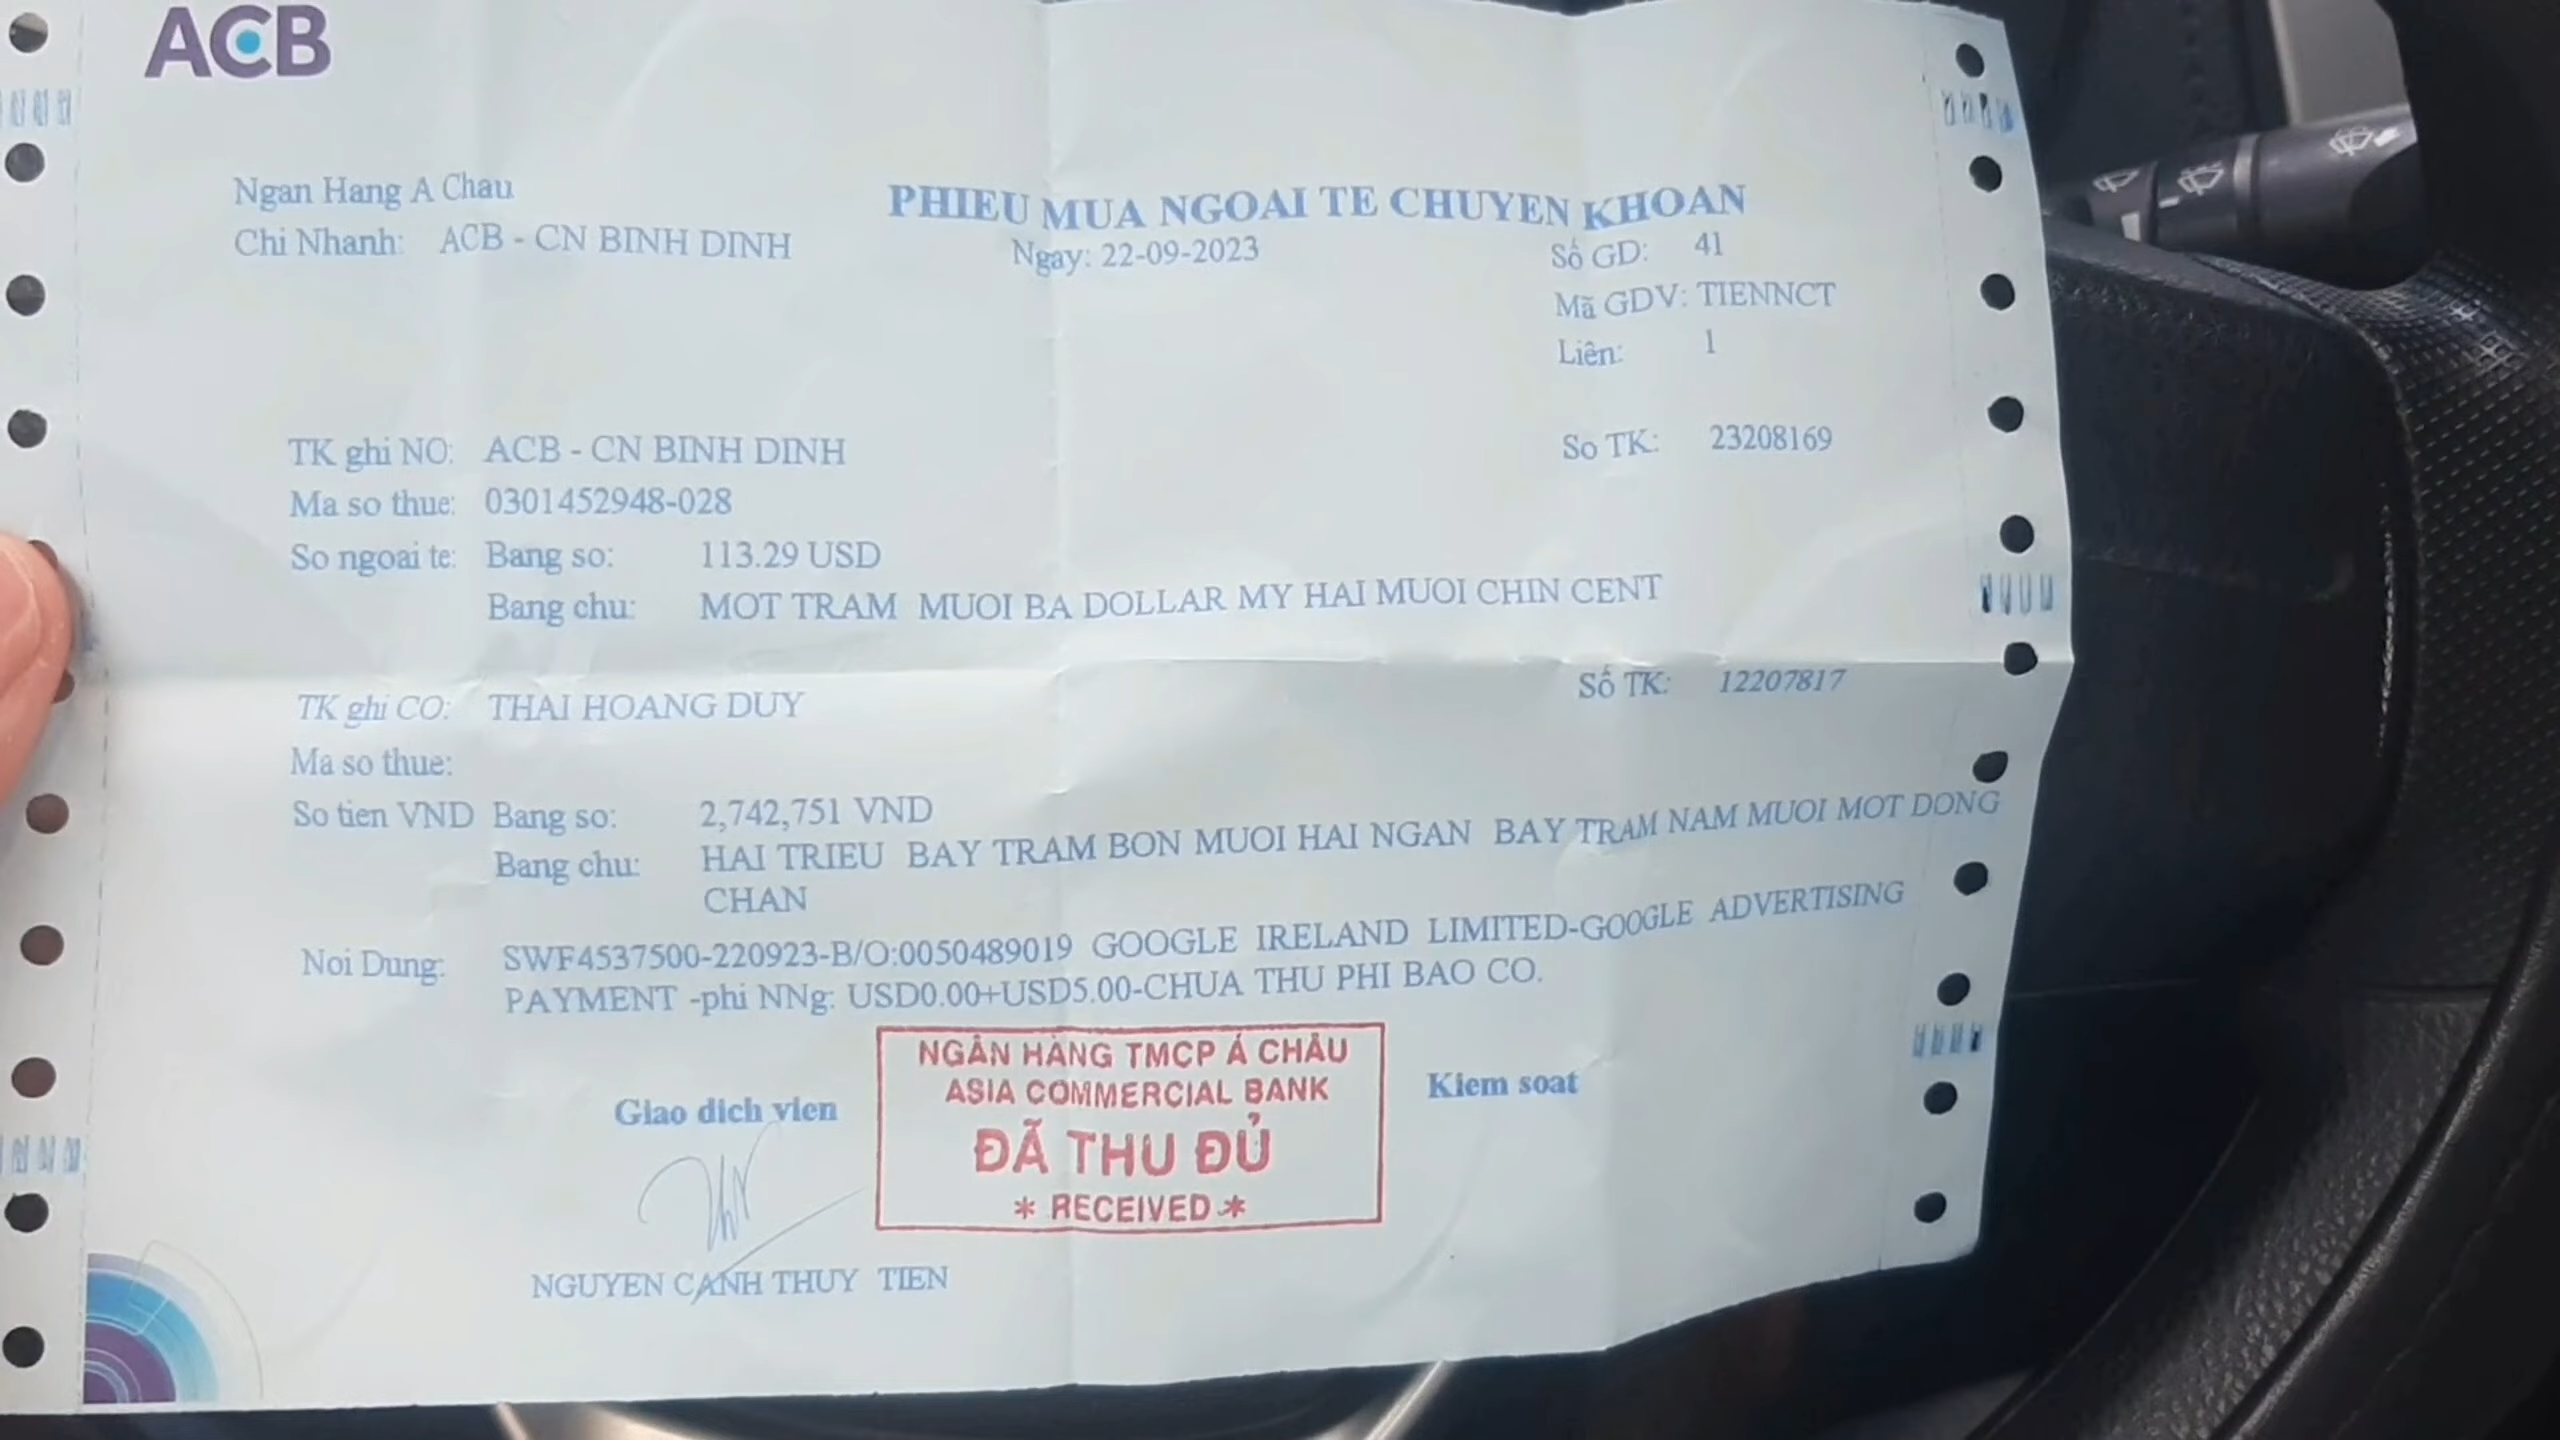 ACB
Ngan Hang A Chau
PHIEU MUA NGOAI TE CHUYEN KHOAN
Chi Nhanh: ACB - CN BINH DINH
Ngay: 22-09-2023
Số GD: 41
Mã GDV: TIENNCT
Liên: 1
TK ghi NO: ACB - CN BINH DINH
So TK: 23208169
Ma so thue: 0301452948-028
So ngoai te: Bang so: 113.29 USD
Bang chu: MOT TRAM MUOI BA DOLLAR MY HAI MUOI CHIN CENT
TK ghi CO: THAI HOANG DUY
Số TK: 12207817
Ma so thue:
So tien VND Bang so: 2,742,751 VND
Bang chu: HAI TRIEU BAY TRAM BON MUOI HAI NGAN BAY TRAM NAM MUOI MOT DONG
CHAN
Noi Dung: SWF4537500-220923-B/O:0050489019 GOOGLE IRELAND LIMITED-GOOGLE ADVERTISING
PAYMENT -phi NNg: USD0.00+USD5.00-CHUA THU PHI BAO CO.
Giao dich vien
NGÂN HÀNG TMCP Á CHÂU
ASIA COMMERCIAL BANK
ĐÃ THU ĐỦ
* RECEIVED *
Kiem soat
NGUYEN CANH THUY TIEN